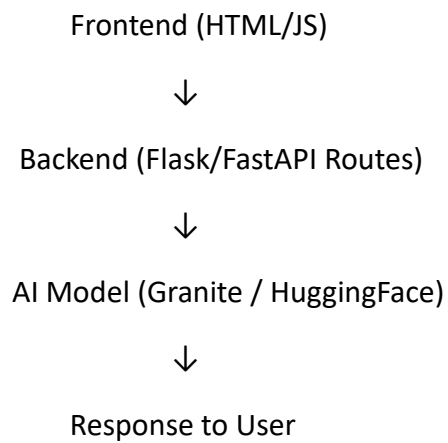 Frontend (HTML/JS)
↓
Backend (Flask/FastAPI Routes)
↓
AI Model (Granite / HuggingFace)
↓
Response to User